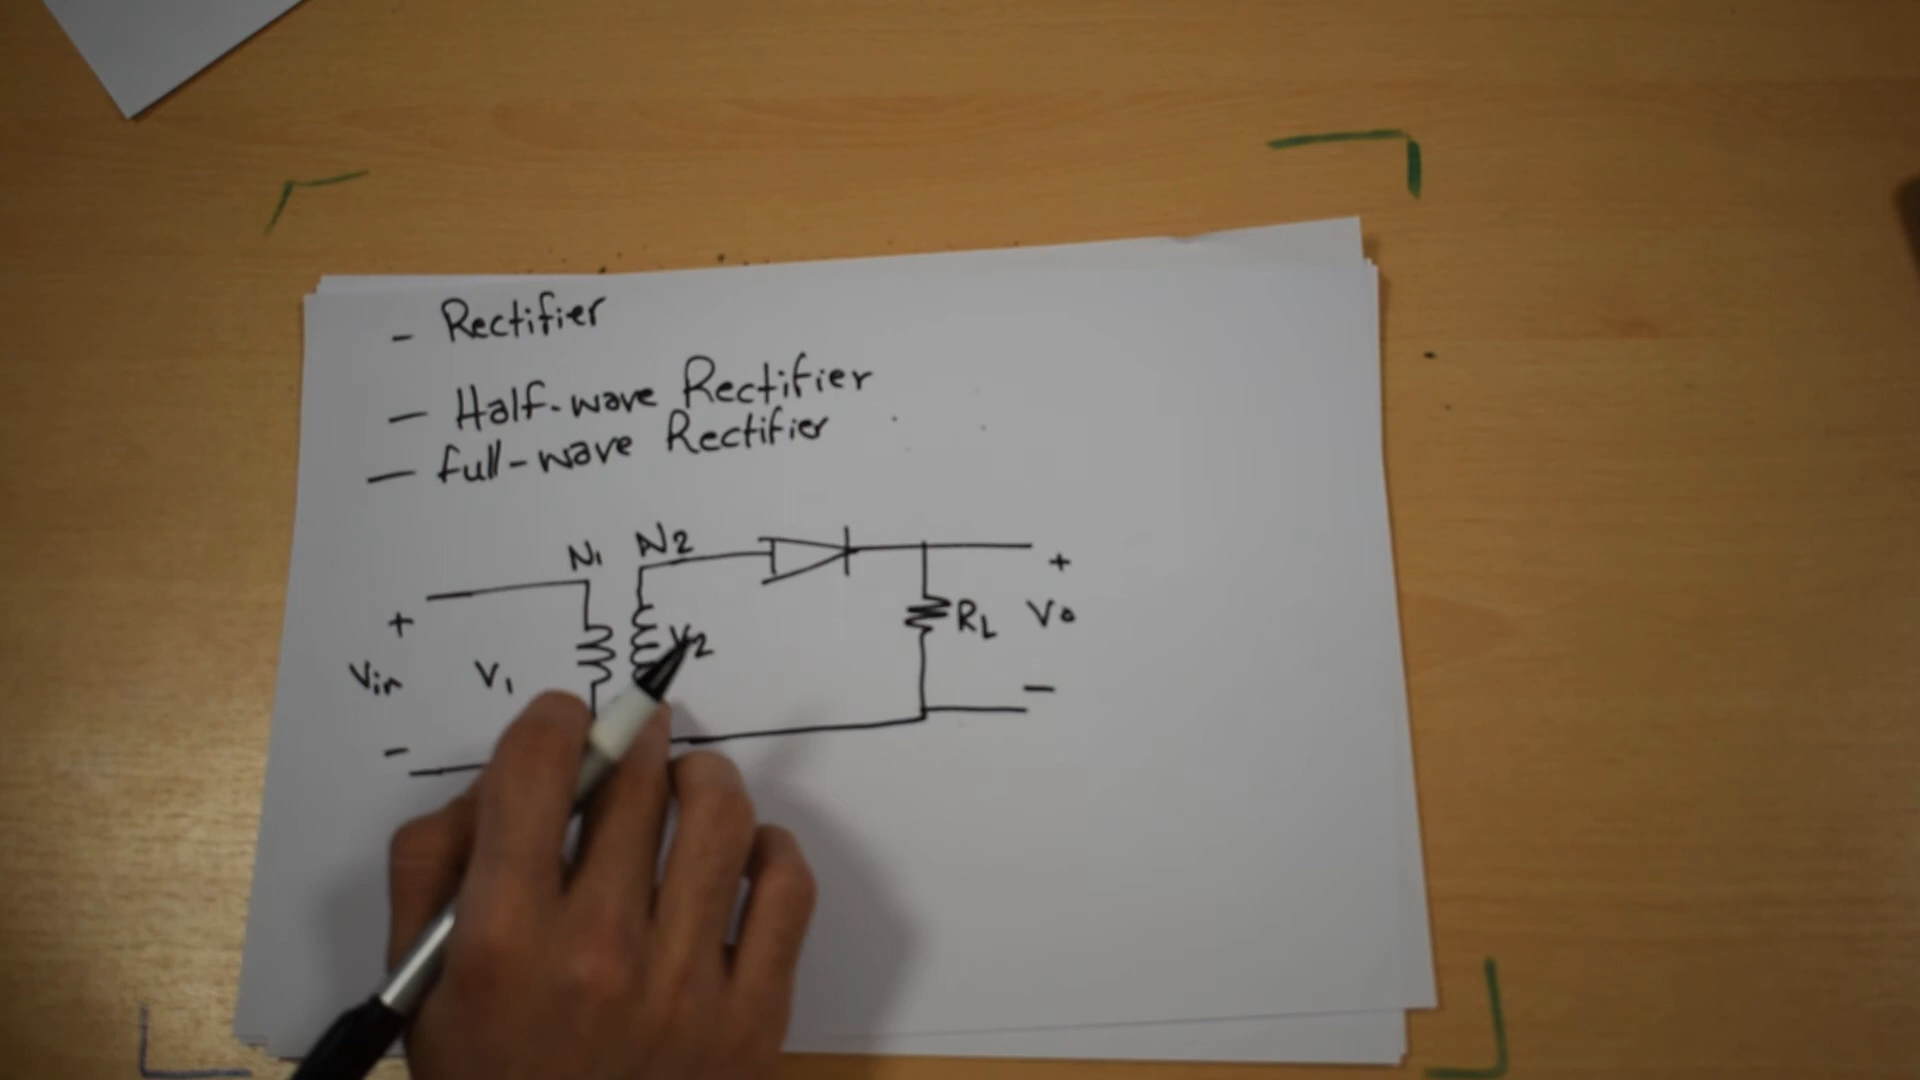 - Rectifier
- Half-wave Rectifier
- full-wave Rectifier
N1 N2
+ +
Vin V1 V2 RL Vo
- -